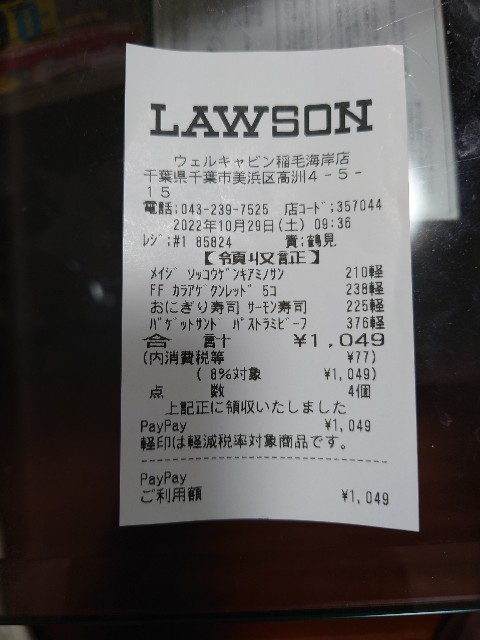 LAWSON
ウェルキャビン稲毛海岸店
千葉県千葉市美浜区高洲4-5-
15
電話:043-239-7525 店コード:357044
2022年10月29日(土) 09:36
レジ:#1 85824 責:鶴見
【領収証】
メイジ ソッコウゲンキアミノサン 210軽
FF カラアゲクンレッド 5コ 238軽
おにぎり寿司 サーモン寿司 225軽
バゲットサンド パストラミビーフ 376軽
合 計 ¥1,049
(内消費税等 ¥77)
( 8%対象 ¥1,049)
点 数 4個
上記正に領収いたしました
PayPay ¥1,049
軽印は軽減税率対象商品です。
PayPay
ご利用額 ¥1,049